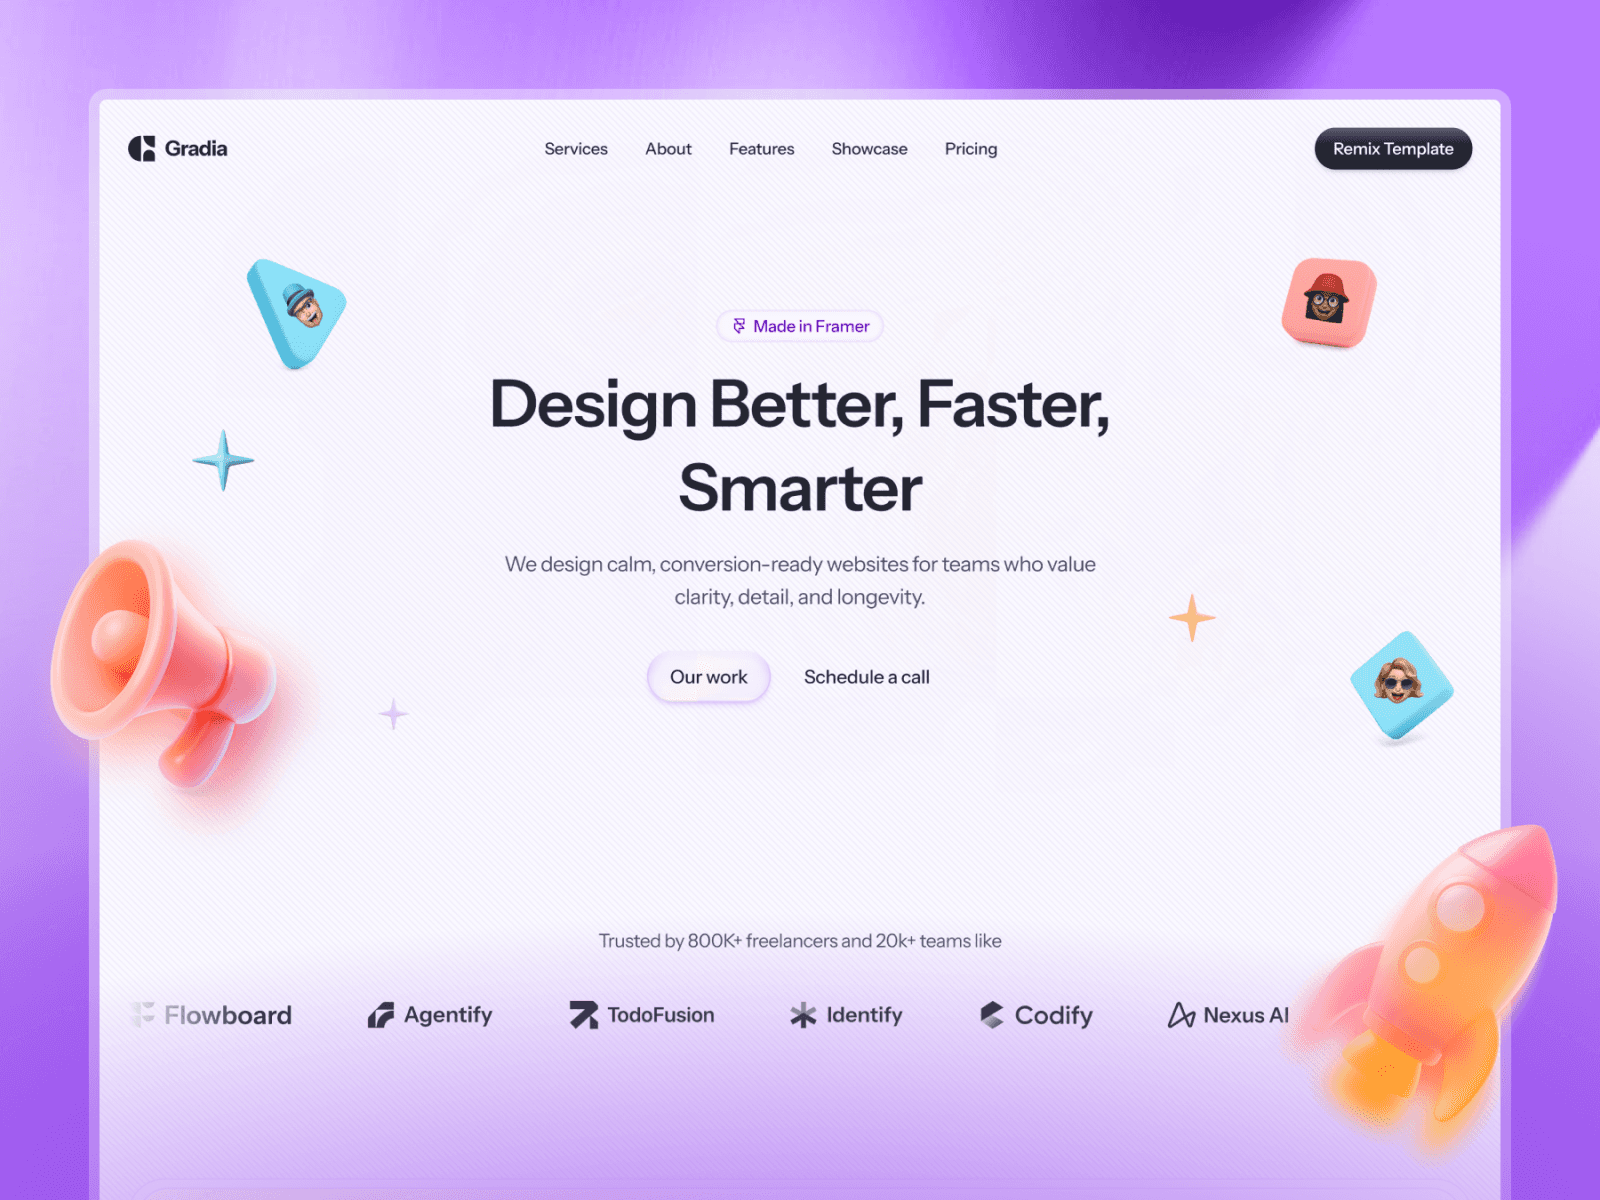 Gradia
Services
About
Features
Showcase
Pricing
Remix Template
Made in Framer
Design Better, Faster,
Smarter
We design calm, conversion-ready websites for teams who value
clarity, detail, and longevity.
Our work
Schedule a call
Trusted by 800K+ freelancers and 20k+ teams like
Flowboard
Agentify
TodoFusion
Identify
Codify
Nexus AI